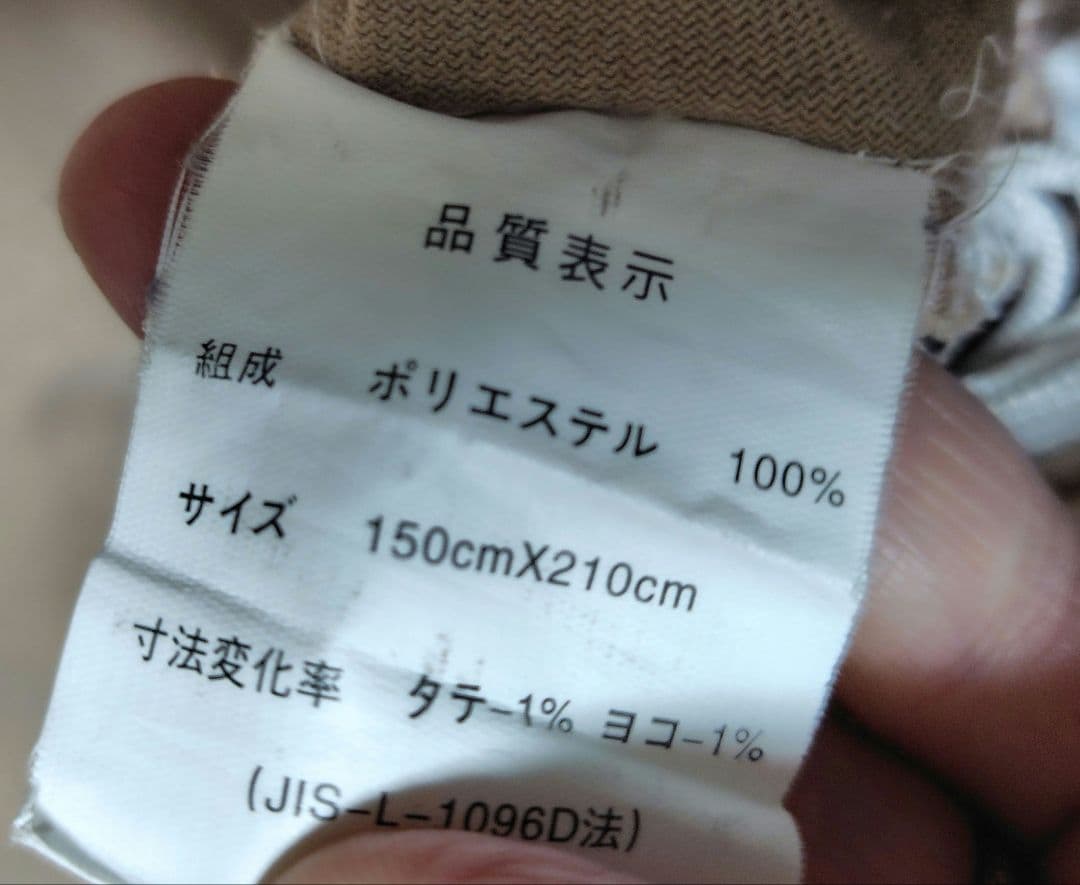 品質表示
組成 ポリエステル 100%
サイズ 150cmX210cm
寸法変化率 タテ-1% ヨコ-1%
(JIS-L-1096D法)